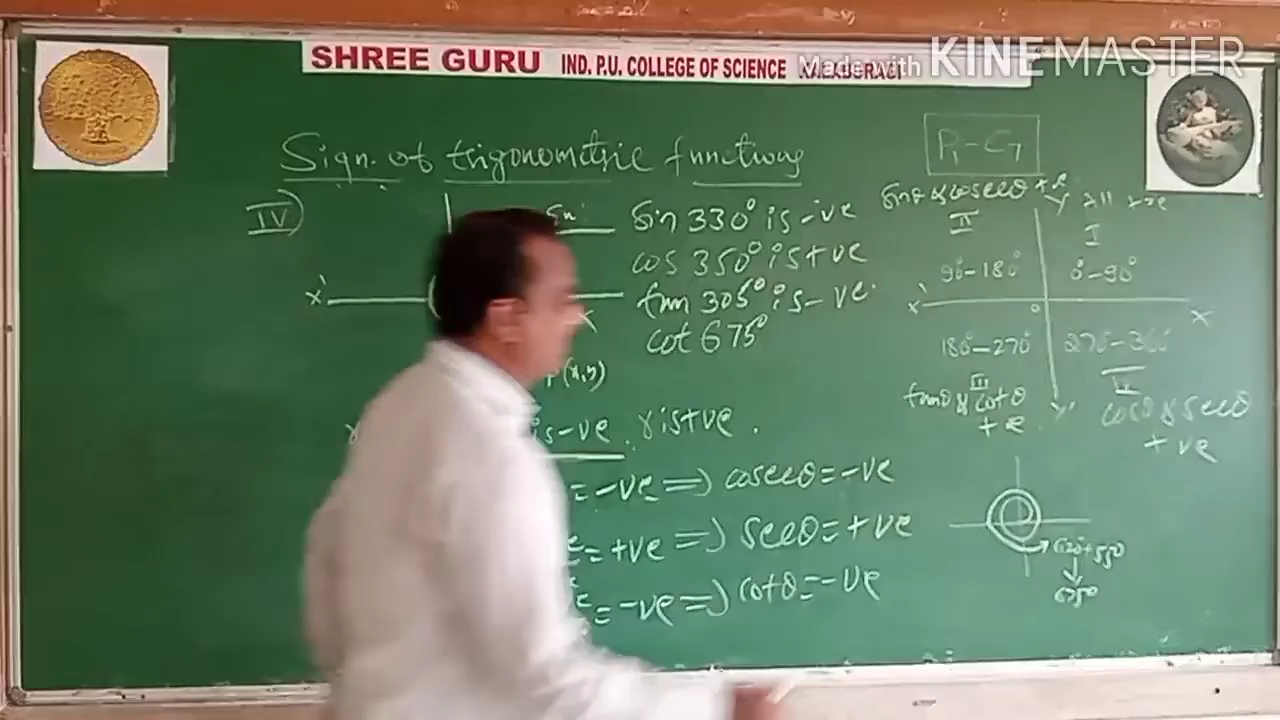 SHREE GURU IND. P.U. COLLEGE OF SCIENCE
Made with KINEMASTER
Sign. of trigonometric functions
P₁-C₇
IV)
Sin 330° is -ve
cos 350° is +ve
tan 305° is -ve.
cot 675°
X'
X
P(x,y)
is -ve. r is +ve.
= -ve => cosecθ = -ve
= +ve => secθ = +ve
= -ve => cotθ = -ve
sinθ & cosecθ +ve
Y
All +ve
II
I
90°-180°
0°-90°
X'
o
X
180°-270°
270°-360°
III
IV
tanθ & cotθ
+ve
Y'
cosθ & secθ
+ve
675°